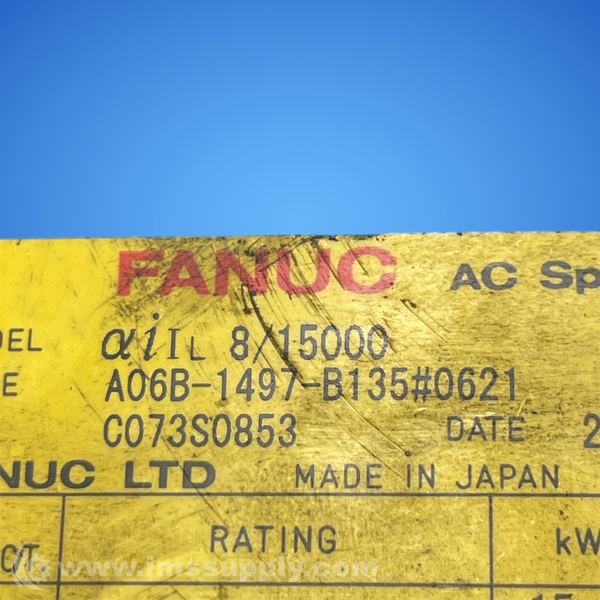 FANUC AC Sp
DEL αiIL 8/15000
E A06B-1497-B135#0621
C073S0853 DATE 2
NUC LTD MADE IN JAPAN
RATING kW
CT
www.imssupply.com
15